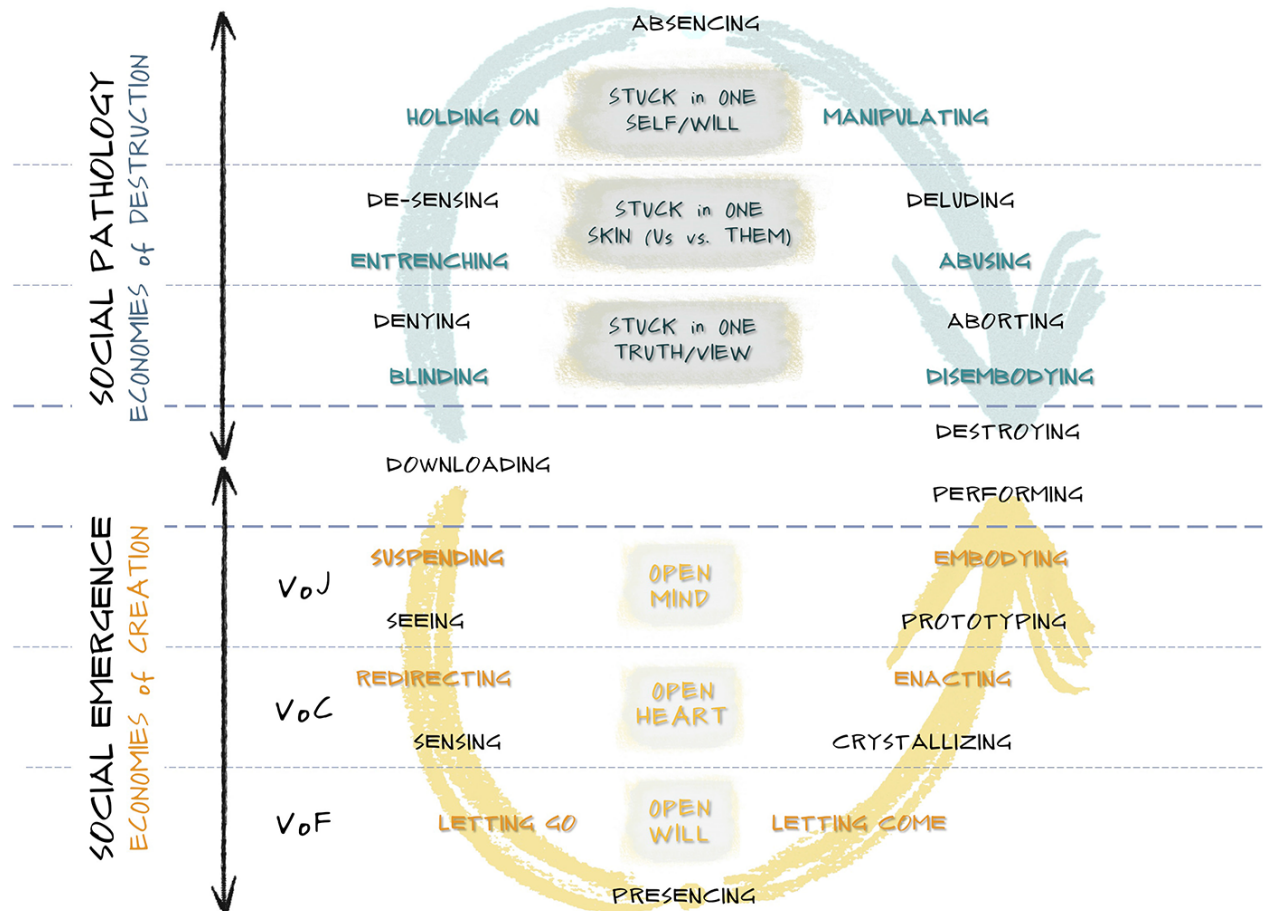 SOCIAL PATHOLOGY
ECONOMIES of DESTRUCTION
ABSENCING
HOLDING ON
STUCK in ONE
SELF/WILL
MANIPULATING
DE-SENSING
STUCK in ONE
SKIN (Us vs. THEM)
DELUDING
ENTRENCHING
ABUSING
DENYING
STUCK in ONE
TRUTH/VIEW
ABORTING
BLINDING
DISEMBODYING
DESTROYING
DOWNLOADING
PERFORMING
SOCIAL EMERGENCE
ECONOMIES of CREATION
VoJ
SUSPENDING
OPEN
MIND
EMBODYING
SEEING
PROTOTYPING
VoC
REDIRECTING
OPEN
HEART
ENACTING
SENSING
CRYSTALLIZING
VoF
LETTING GO
OPEN
WILL
LETTING COME
PRESENCING